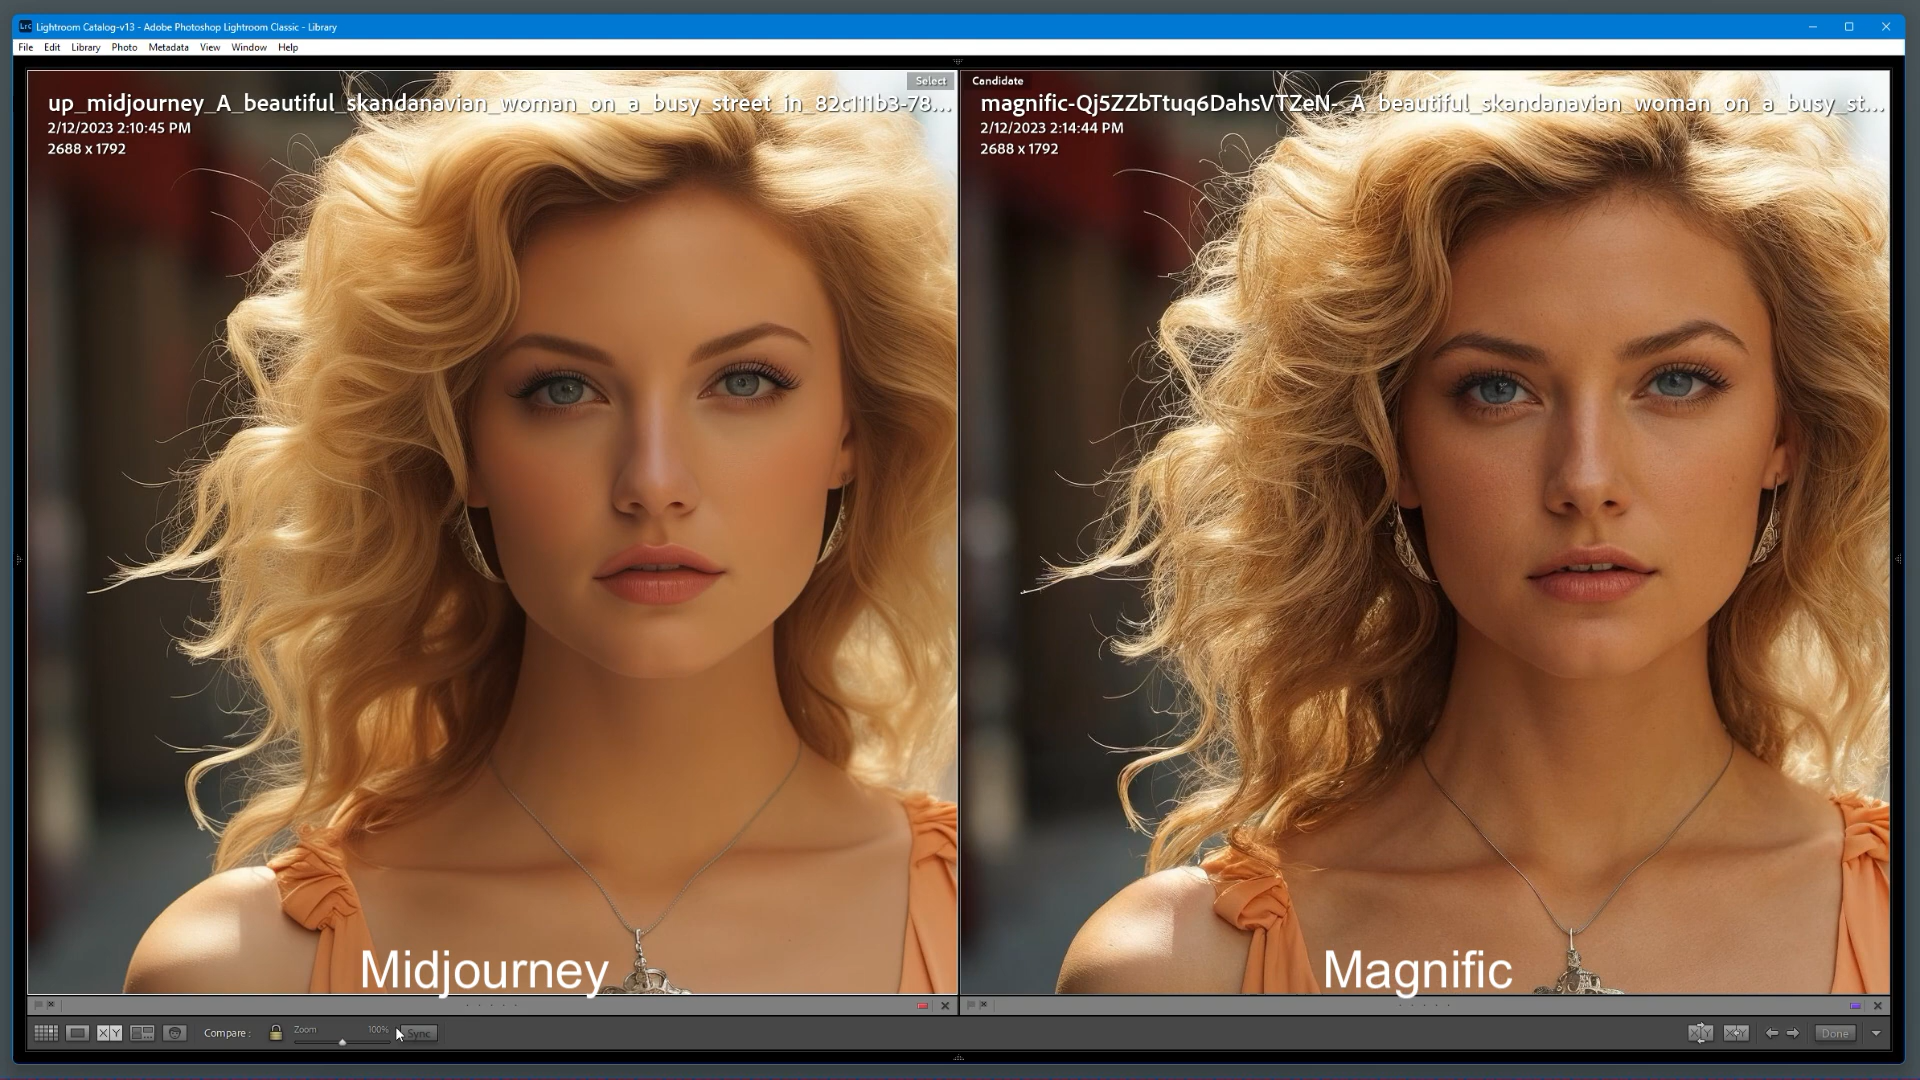 Lightroom Catalog-v13 - Adobe Photoshop Lightroom Classic - Library
File Edit Library Photo Metadata View Window Help
Select
up_midjourney_A_beautiful_skandanavian_woman_on_a_busy_street_in_82c111b3-78...
2/12/2023 2:10:45 PM
2688 x 1792
Candidate
magnific-Qj5ZZbTtuq6DahsVTZeN-_A_beautiful_skandanavian_woman_on_a_busy_st...
2/12/2023 2:14:44 PM
2688 x 1792
Midjourney
Magnific
XY Compare : Zoom 100% Sync
Done